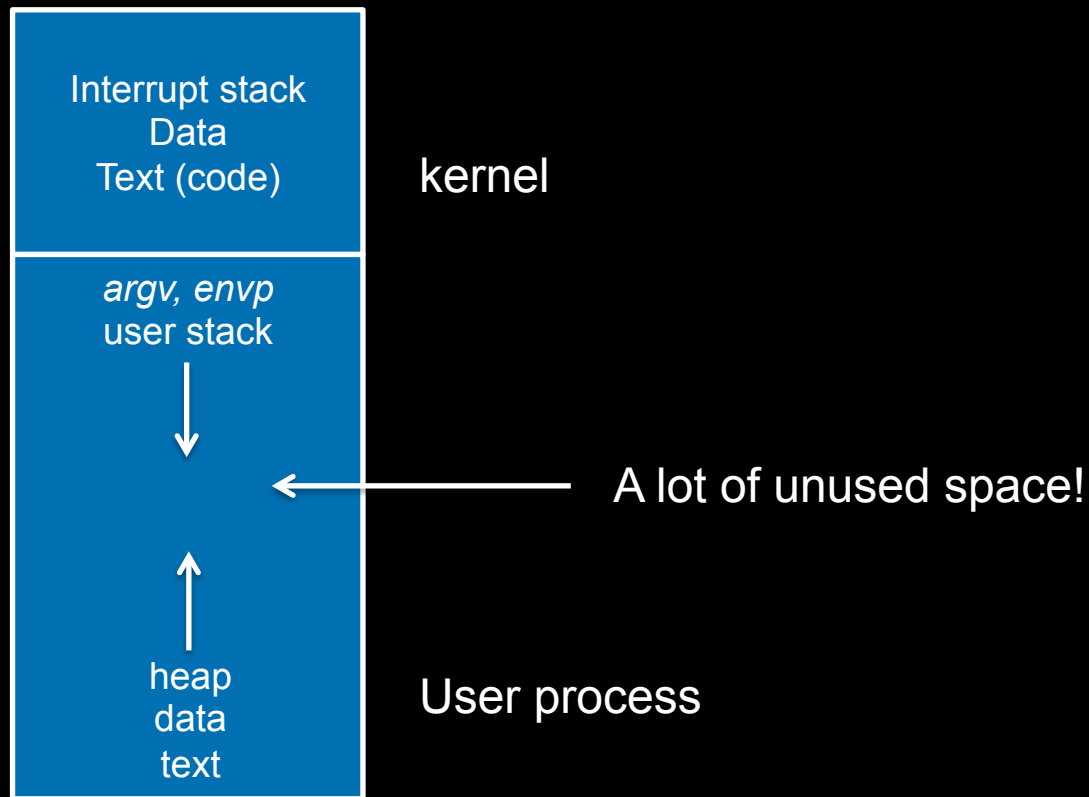 Interrupt stack
Data
Text (code)
kernel
argv, envp
user stack
A lot of unused space!
heap
data
text
User process